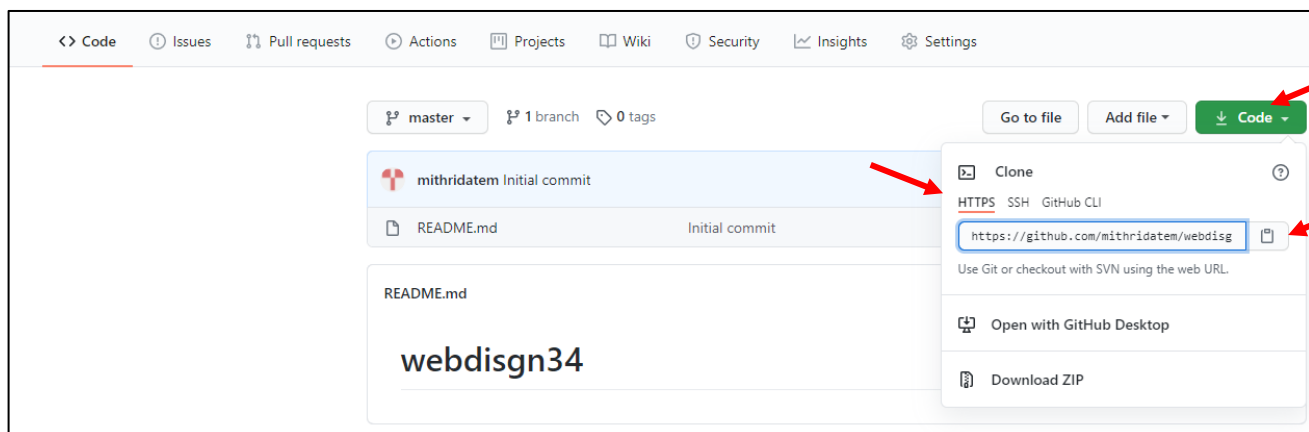 <> Code Issues Pull requests Actions Projects Wiki Security Insights Settings
master 1 branch 0 tags Go to file Add file Code
mithridatem Initial commit
README.md Initial commit
Clone
HTTPS SSH GitHub CLI
https://github.com/mithridatem/webdisg
Use Git or checkout with SVN using the web URL.
Open with GitHub Desktop
Download ZIP
README.md
webdisgn34